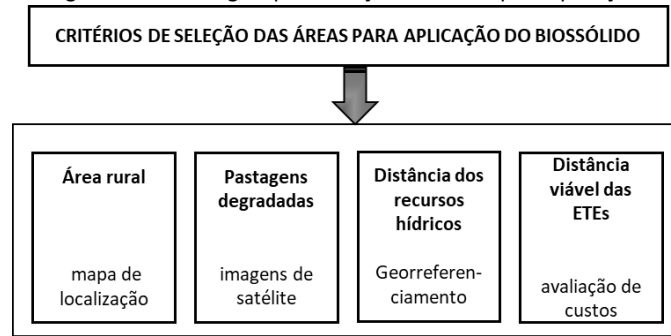 CRITÉRIOS DE SELEÇÃO DAS ÁREAS PARA APLICAÇÃO DO BIOSSÓLIDO
Área rural
mapa de
localização
Pastagens
degradadas
imagens de
satélite
Distância dos
recursos
hídricos
Georreferen-
ciamento
Distância
viável das
ETEs
avaliação de
custos